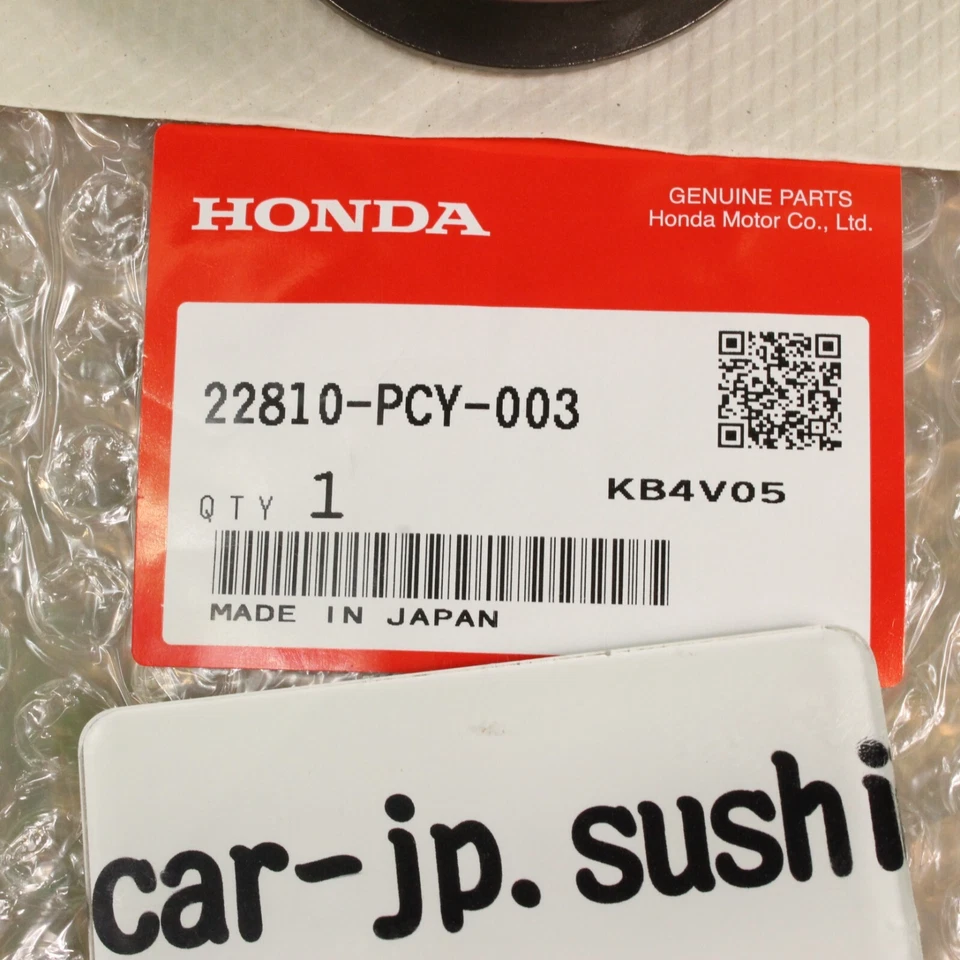 HONDA
GENUINE PARTS
Honda Motor Co., Ltd.
22810-PCY-003
QTY 1
KB4V05
MADE IN JAPAN
car-jp.sushi